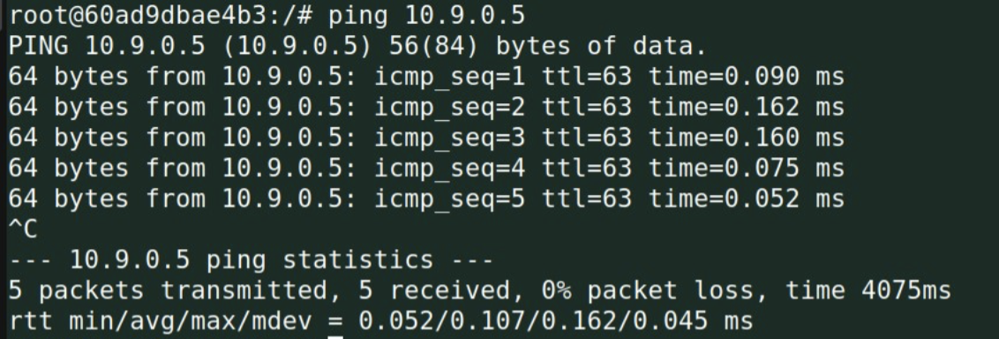 root@60ad9dbae4b3:/# ping 10.9.0.5
PING 10.9.0.5 (10.9.0.5) 56(84) bytes of data.
64 bytes from 10.9.0.5: icmp_seq=1 ttl=63 time=0.090 ms
64 bytes from 10.9.0.5: icmp_seq=2 ttl=63 time=0.162 ms
64 bytes from 10.9.0.5: icmp_seq=3 ttl=63 time=0.160 ms
64 bytes from 10.9.0.5: icmp_seq=4 ttl=63 time=0.075 ms
64 bytes from 10.9.0.5: icmp_seq=5 ttl=63 time=0.052 ms
^C
--- 10.9.0.5 ping statistics ---
5 packets transmitted, 5 received, 0% packet loss, time 4075ms
rtt min/avg/max/mdev = 0.052/0.107/0.162/0.045 ms